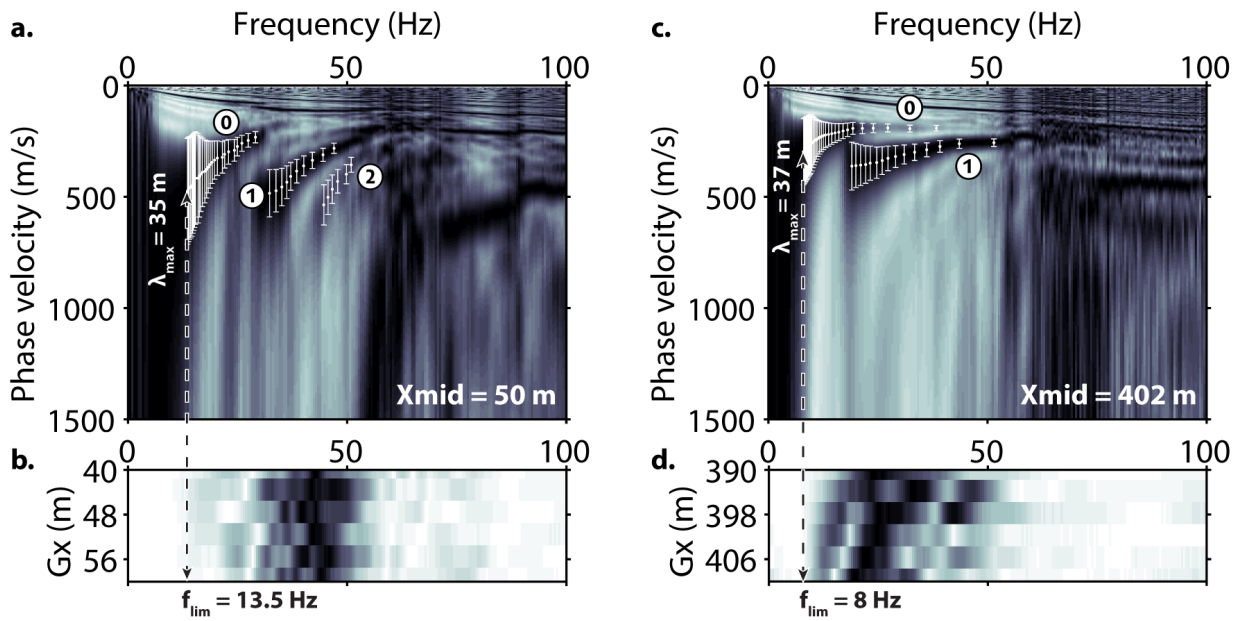 a.
Frequency (Hz)
0 50 100
Phase velocity (m/s)
0
500
1000
1500
0
1
2
λmax = 35 m
Xmid = 50 m
b.
0 50 100
Gx (m)
40
48
56
flim = 13.5 Hz
c.
Frequency (Hz)
0 50 100
Phase velocity (m/s)
0
500
1000
1500
0
1
λmax = 37 m
Xmid = 402 m
d.
0 50 100
Gx (m)
390
398
406
flim = 8 Hz